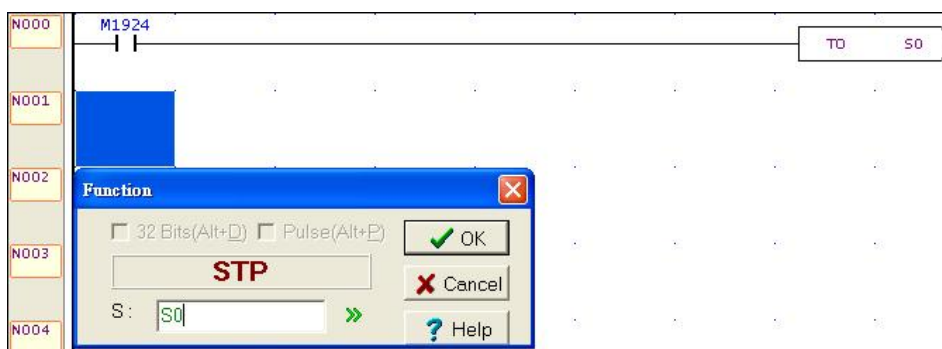 N000 M1924 TO S0
N001
N002
Function
32 Bits(Alt+D) Pulse(Alt+P) OK
N003
STP
Cancel
S: S0
Help
N004